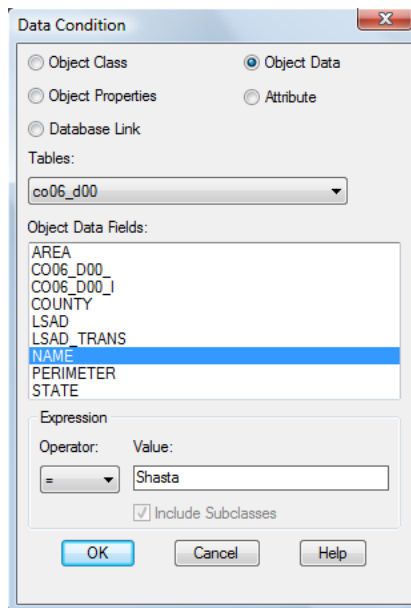 Data Condition
Object Class
Object Data
Object Properties
Attribute
Database Link
Tables:
co06_d00
Object Data Fields:
AREA
CO06_D00_
CO06_D00_I
COUNTY
LSAD
LSAD_TRANS
NAME
PERIMETER
STATE
Expression
Operator: Value:
= Shasta
Include Subclasses
OK Cancel Help